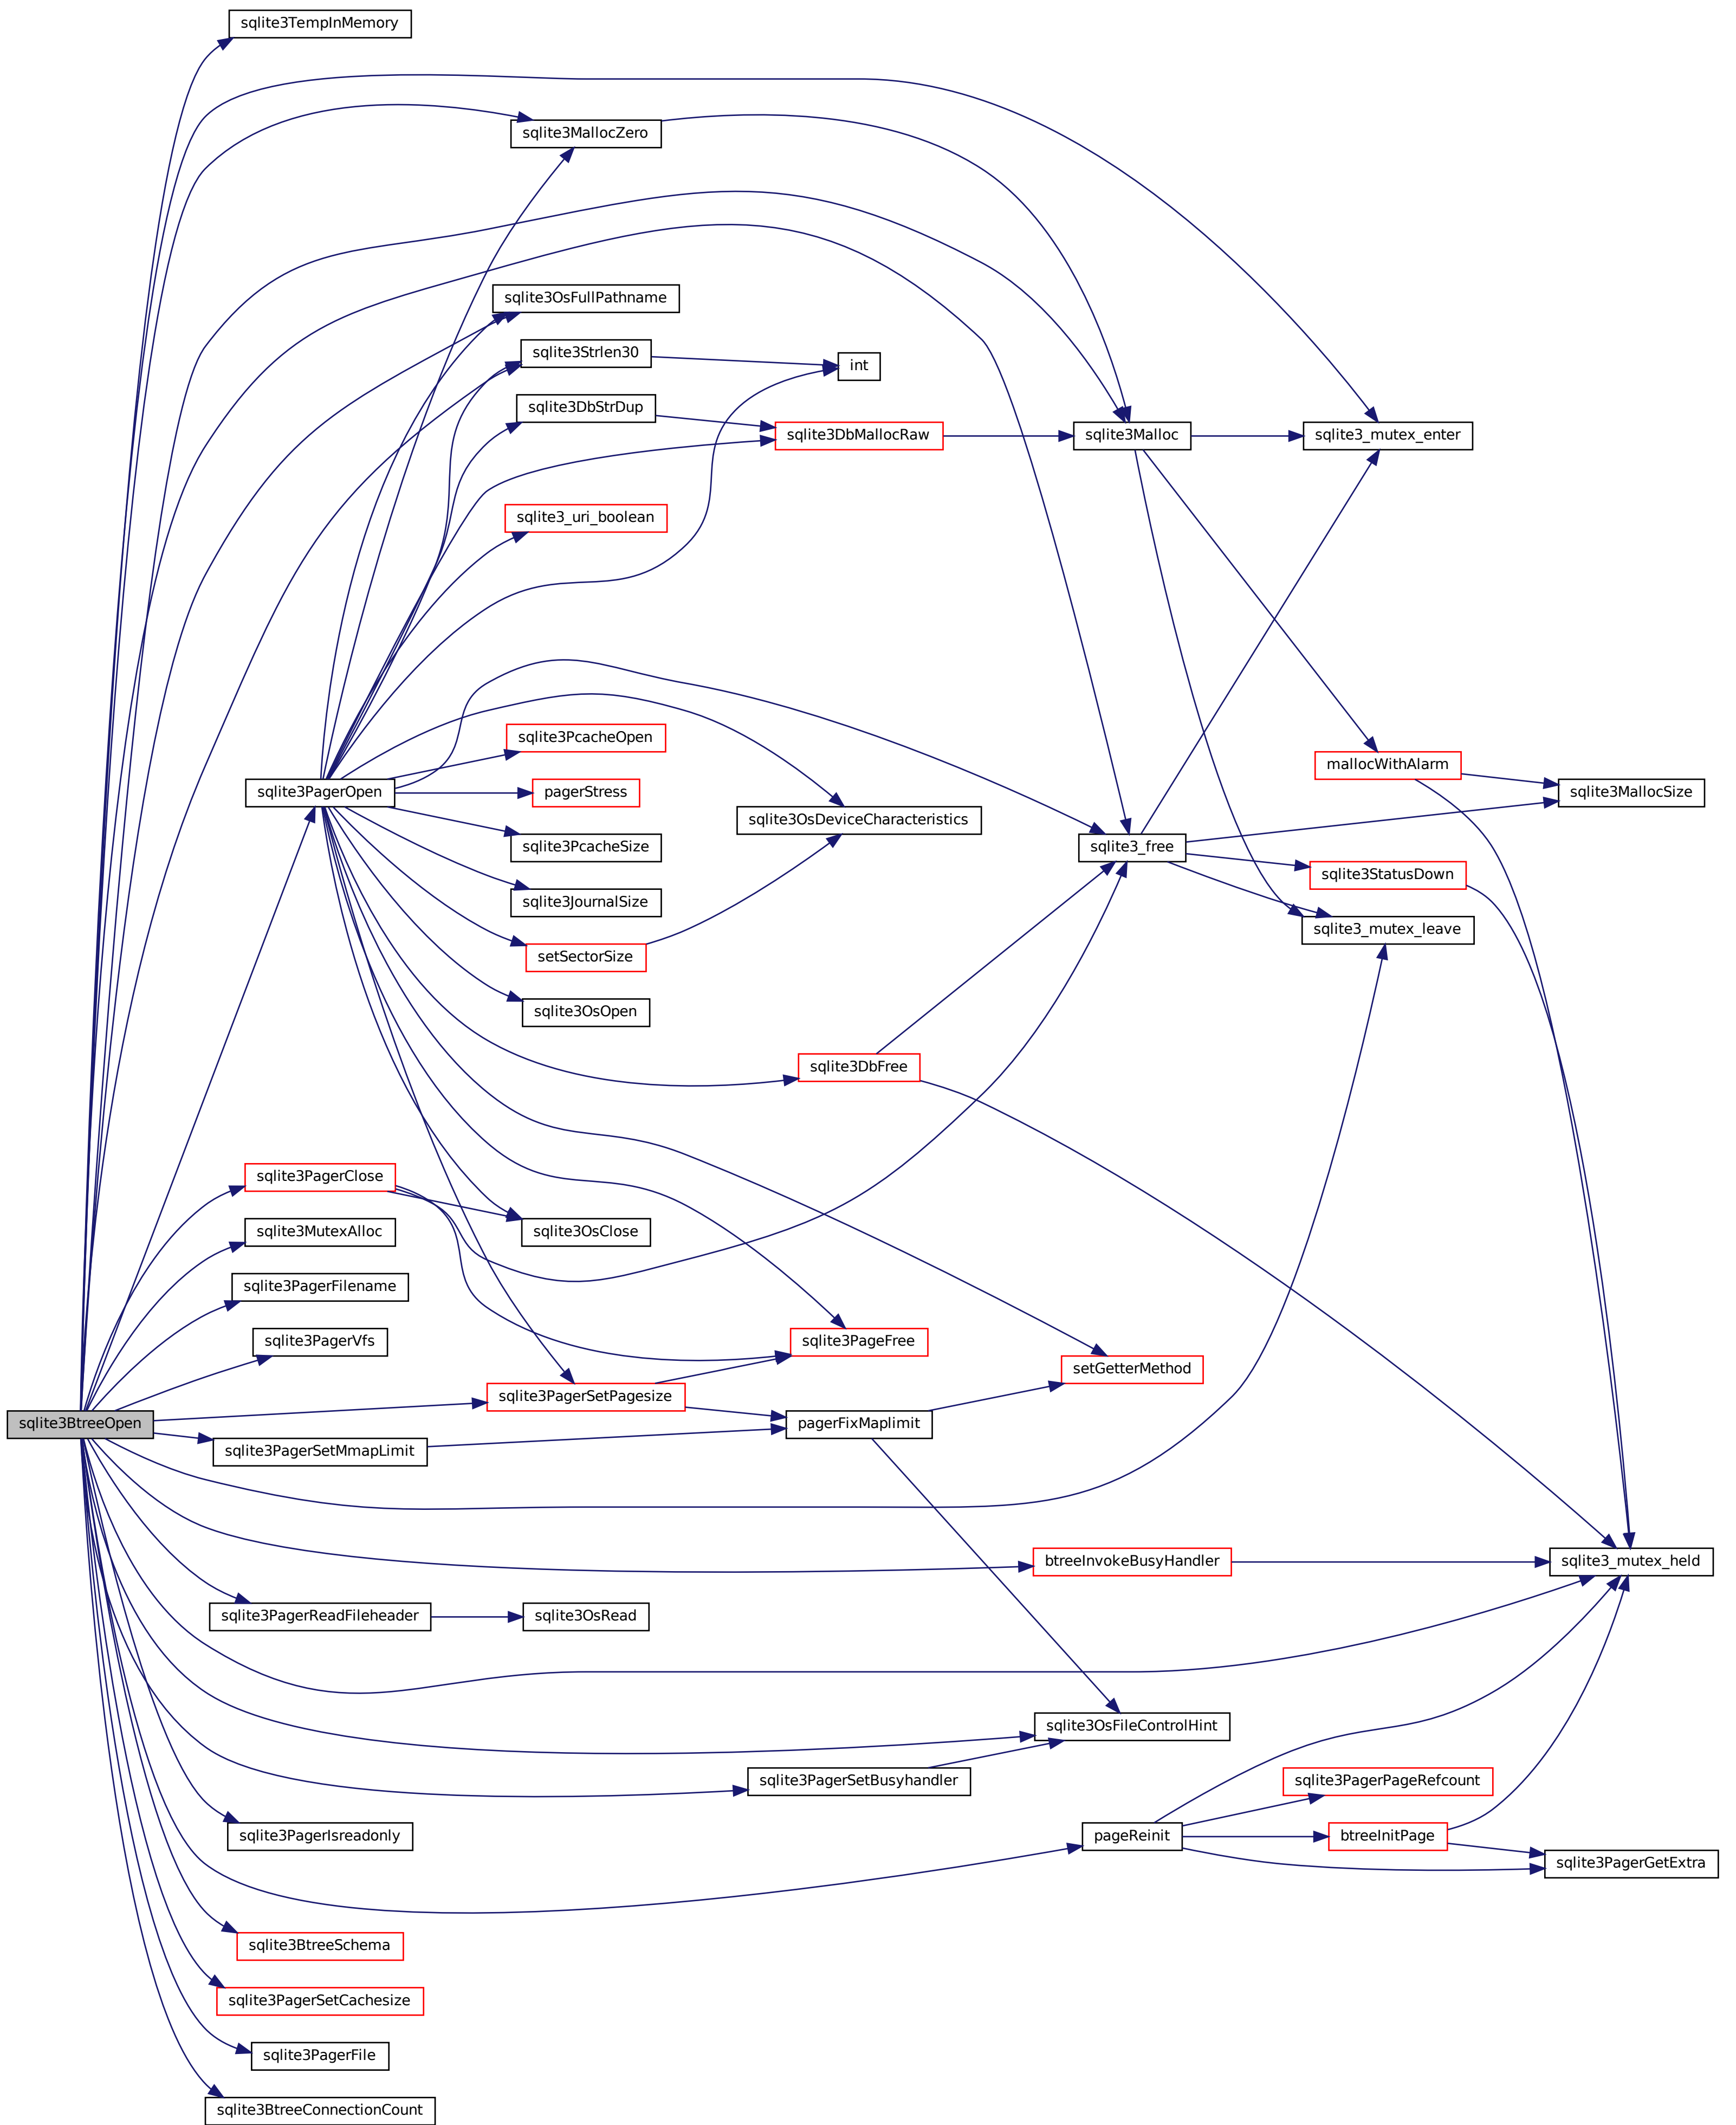 sqlite3TempInMemory
sqlite3MallocZero
sqlite3OsFullPathname
sqlite3Strlen30
int
sqlite3DbStrDup
sqlite3DbMallocRaw
sqlite3Malloc
sqlite3_mutex_enter
sqlite3_uri_boolean
sqlite3PcacheOpen
mallocWithAlarm
sqlite3PagerOpen
pagerStress
sqlite3MallocSize
sqlite3OsDeviceCharacteristics
sqlite3PcacheSize
sqlite3_free
sqlite3StatusDown
sqlite3JournalSize
sqlite3_mutex_leave
setSectorSize
sqlite3OsOpen
sqlite3DbFree
sqlite3PagerClose
sqlite3MutexAlloc
sqlite3OsClose
sqlite3PagerFilename
sqlite3PagerVfs
sqlite3PageFree
setGetterMethod
sqlite3PagerSetPagesize
sqlite3BtreeOpen
pagerFixMaplimit
sqlite3PagerSetMmapLimit
btreeInvokeBusyHandler
sqlite3_mutex_held
sqlite3PagerReadFileheader
sqlite3OsRead
sqlite3OsFileControlHint
sqlite3PagerSetBusyhandler
sqlite3PagerPageRefcount
sqlite3PagerIsreadonly
pageReinit
btreeInitPage
sqlite3PagerGetExtra
sqlite3BtreeSchema
sqlite3PagerSetCachesize
sqlite3PagerFile
sqlite3BtreeConnectionCount